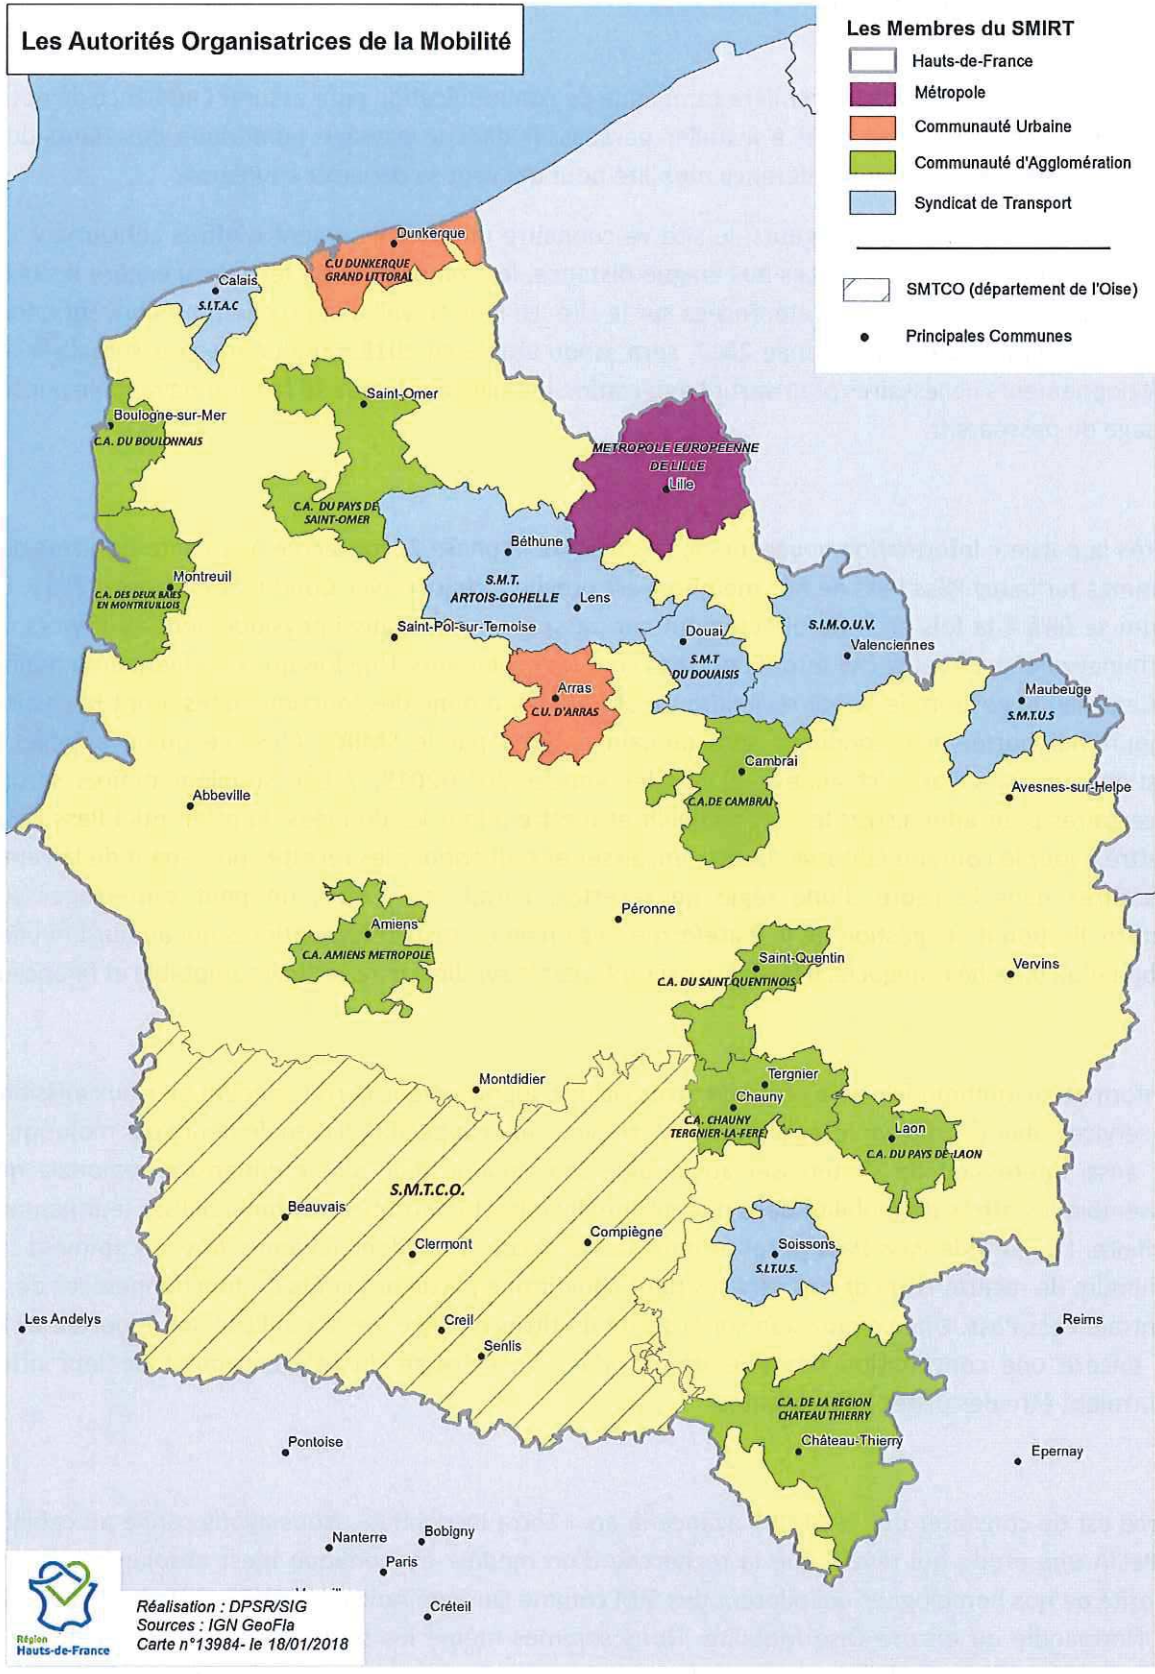 Les Autorités Organisatrices de la Mobilité
Les Membres du SMIRT
Hauts-de-France
Métropole
Communauté Urbaine
Communauté d'Agglomération
Syndicat de Transport
SMTCO (département de l'Oise)
Principales Communes
Dunkerque
C.U DUNKERQUE
GRAND LITTORAL
Calais
S.I.T.A.C
Saint-Omer
Boulogne-sur-Mer
C.A. DU BOULONNAIS
METROPOLE EUROPEENNE
DE LILLE
Lille
C.A. DU PAYS DE
SAINT-OMER
Béthune
Montreuil
C.A. DES DEUX BAIES
EN MONTREUILLOIS
S.M.T.
ARTOIS-GOHELLE
Lens
Saint-Pol-sur-Ternoise
Douai
S.M.T
DU DOUAISIS
S.I.M.O.U.V.
Valenciennes
Arras
C.U. D'ARRAS
Maubeuge
S.M.T.U.S
Cambrai
C.A.DE CAMBRAI
Avesnes-sur-Helpe
Abbeville
Péronne
Amiens
C.A. AMIENS METROPOLE
Saint-Quentin
C.A. DU SAINT QUENTINOIS
Vervins
Montdidier
Tergnier
Chauny
C.A. CHAUNY
TERGNIER-LA-FERE
Laon
C.A. DU PAYS DE LAON
S.M.T.C.O.
Beauvais
Clermont
Compiègne
Soissons
S.I.T.U.S.
Les Andelys
Creil
Senlis
Reims
C.A. DE LA REGION
CHATEAU THIERRY
Château-Thierry
Pontoise
Epernay
Nanterre
Bobigny
Paris
Créteil
Région
Hauts-de-France
Réalisation : DPSR/SIG
Sources : IGN GeoFla
Carte n°13984- le 18/01/2018